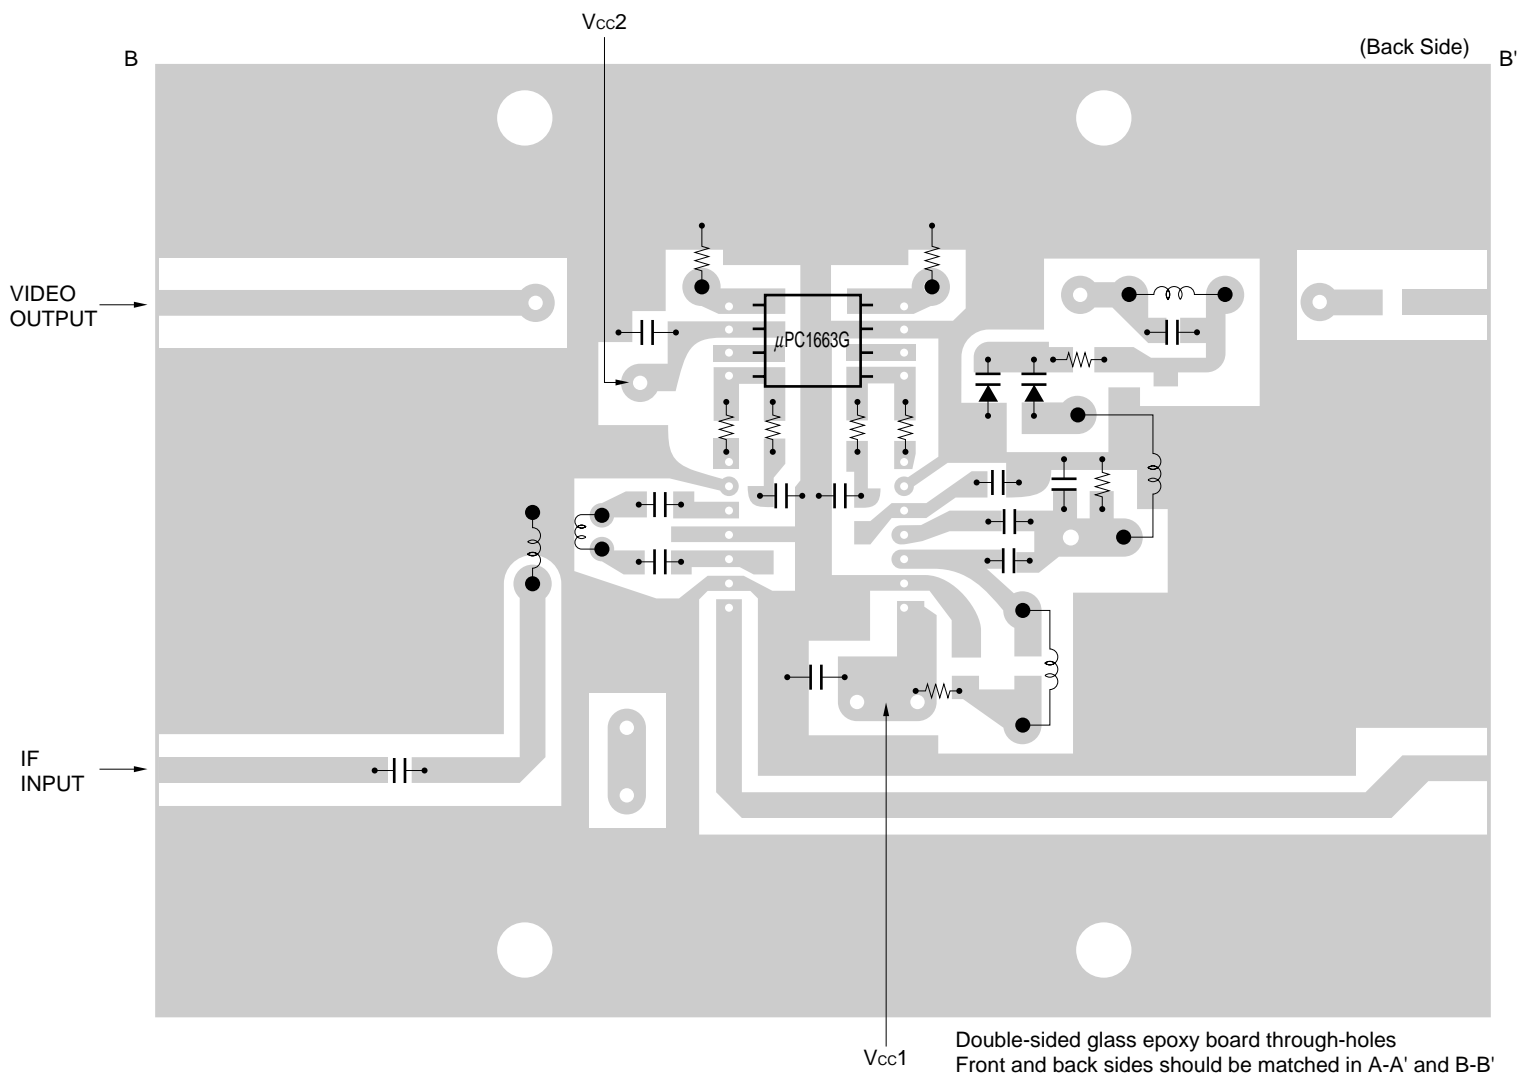 Vcc2
B
(Back Side)
B'
VIDEO
OUTPUT
μPC1663G
IF
INPUT
Vcc1
Double-sided glass epoxy board through-holes
Front and back sides should be matched in A-A' and B-B'